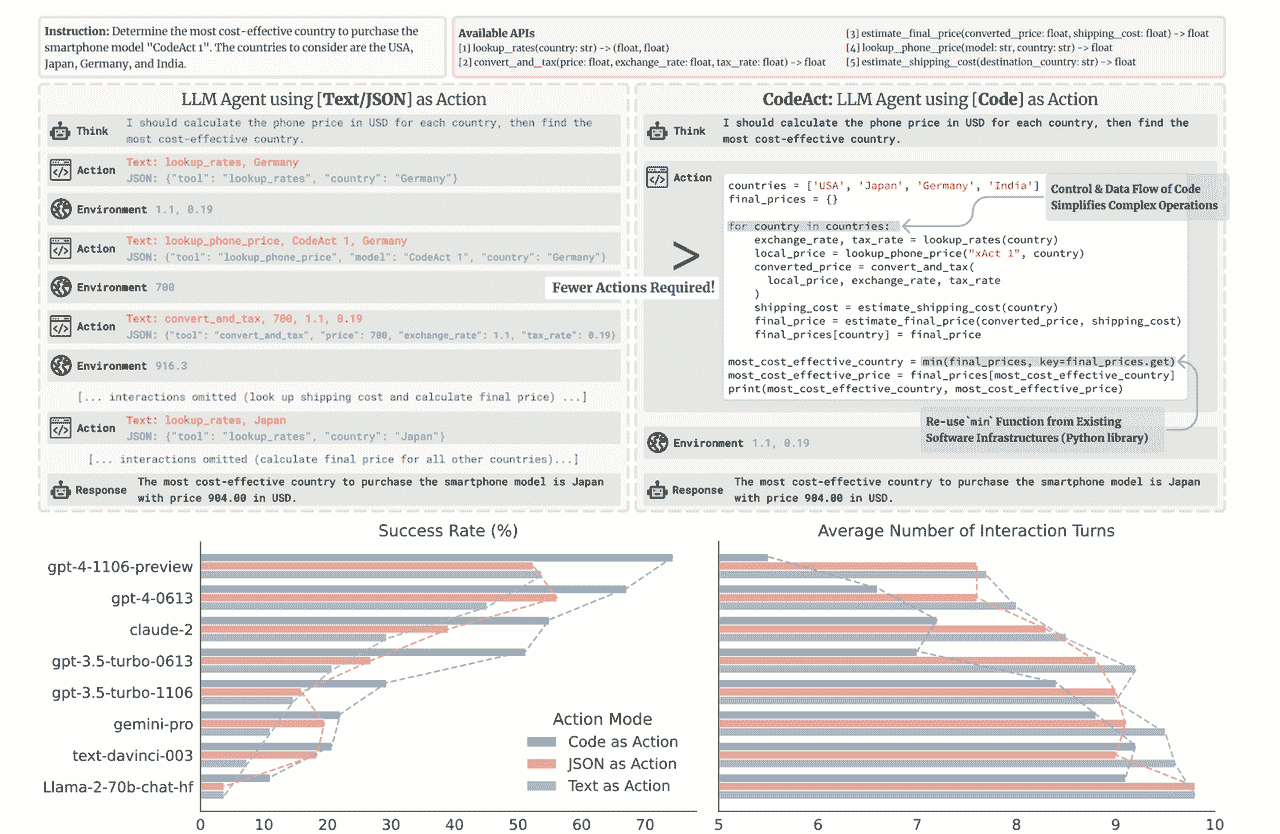 Instruction: Determine the most cost-effective country to purchase the
smartphone model "CodeAct 1". The countries to consider are the USA,
Japan, Germany, and India.
Available APIs
[1] lookup_rates(country: str) -> (float, float)
[2] convert_and_tax(price: float, exchange_rate: float, tax_rate: float) -> float
[3] estimate_final_price(converted_price: float, shipping_cost: float) -> float
[4] lookup_phone_price(model: str, country: str) -> float
[5] estimate_shipping_cost(destination_country: str) -> float
LLM Agent using [Text/JSON] as Action
Think
I should calculate the phone price in USD for each country, then find the
most cost-effective country.
Action
Text: lookup_rates, Germany
JSON: {"tool": "lookup_rates", "country": "Germany"}
Environment 1.1, 0.19
Action
Text: lookup_phone_price, CodeAct 1, Germany
JSON: {"tool": "lookup_phone_price", "model": "CodeAct 1", "country": "Germany"}
Environment 700
Action
Text: convert_and_tax, 700, 1.1, 0.19
JSON: {"tool": "convert_and_tax", "price": 700, "exchange_rate": 1.1, "tax_rate": 0.19}
Environment 916.3
[... interactions omitted (look up shipping cost and calculate final price) ...]
Action
Text: lookup_rates, Japan
JSON: {"tool": "lookup_rates", "country": "Japan"}
[... interactions omitted (calculate final price for all other countries)...]
Response
The most cost-effective country to purchase the smartphone model is Japan
with price 904.00 in USD.
>
Fewer Actions Required!
CodeAct: LLM Agent using [Code] as Action
Think
I should calculate the phone price in USD for each country, then find the
most cost-effective country.
Action
countries = ['USA', 'Japan', 'Germany', 'India']
final_prices = {}
for country in countries:
exchange_rate, tax_rate = lookup_rates(country)
local_price = lookup_phone_price("xAct 1", country)
converted_price = convert_and_tax(
local_price, exchange_rate, tax_rate
)
shipping_cost = estimate_shipping_cost(country)
final_price = estimate_final_price(converted_price, shipping_cost)
final_prices[country] = final_price
most_cost_effective_country = min(final_prices, key=final_prices.get)
most_cost_effective_price = final_prices[most_cost_effective_country]
print(most_cost_effective_country, most_cost_effective_price)
Control & Data Flow of Code
Simplifies Complex Operations
Re-use `min` Function from Existing
Software Infrastructures (Python library)
Environment 1.1, 0.19
Response
The most cost-effective country to purchase the smartphone model is Japan
with price 904.00 in USD.
Success Rate (%)
gpt-4-1106-preview
gpt-4-0613
claude-2
gpt-3.5-turbo-0613
gpt-3.5-turbo-1106
gemini-pro
text-davinci-003
Llama-2-70b-chat-hf
0 10 20 30 40 50 60 70
Action Mode
Code as Action
JSON as Action
Text as Action
Average Number of Interaction Turns
5 6 7 8 9 10